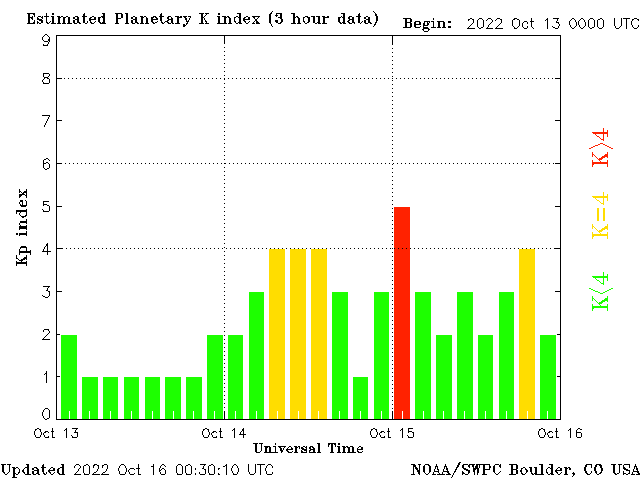 Estimated Planetary K index (3 hour data)
Begin: 2022 Oct 13 0000 UTC
9
8
7
6
5
4
3
2
1
0
Kp index
K>4
K=4
K<4
Oct 13
Oct 14
Oct 15
Oct 16
Universal Time
Updated 2022 Oct 16 00:30:10 UTC
NOAA/SWPC Boulder, CO USA